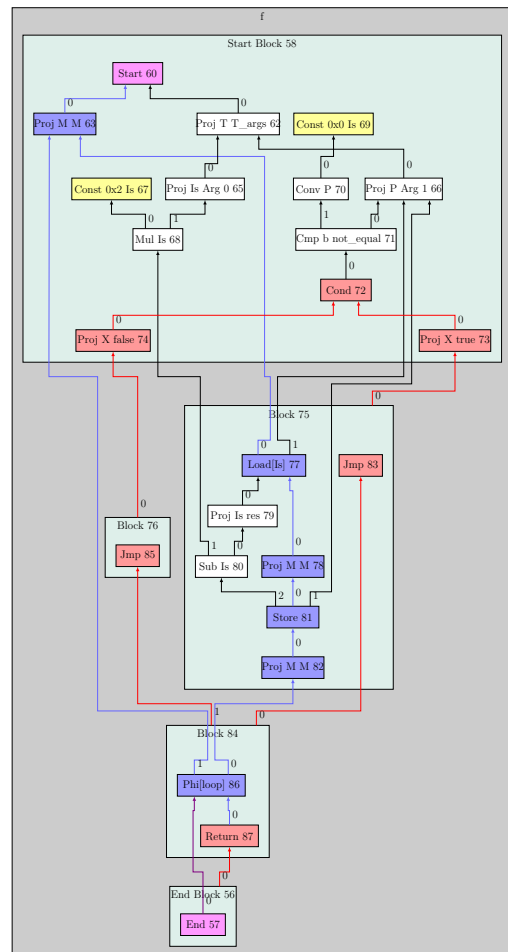 f
Start Block 58
Start 60
0
0
Proj M M 63
Proj T T_args 62
Const 0x0 Is 69
0
0
0
Const 0x2 Is 67
Proj Is Arg 0 65
Conv P 70
Proj P Arg 1 66
0
1
1
0
Mul Is 68
Cmp b not_equal 71
0
Cond 72
0
0
Proj X false 74
Proj X true 73
0
Block 75
0
1
Load[Is] 77
Jmp 83
0
0
Proj Is res 79
Block 76
0
1
0
Jmp 85
Sub Is 80
Proj M M 78
2
0
1
Store 81
0
Proj M M 82
1
0
Block 84
1
0
Phi[loop] 86
0
Return 87
0
End Block 56
0
End 57